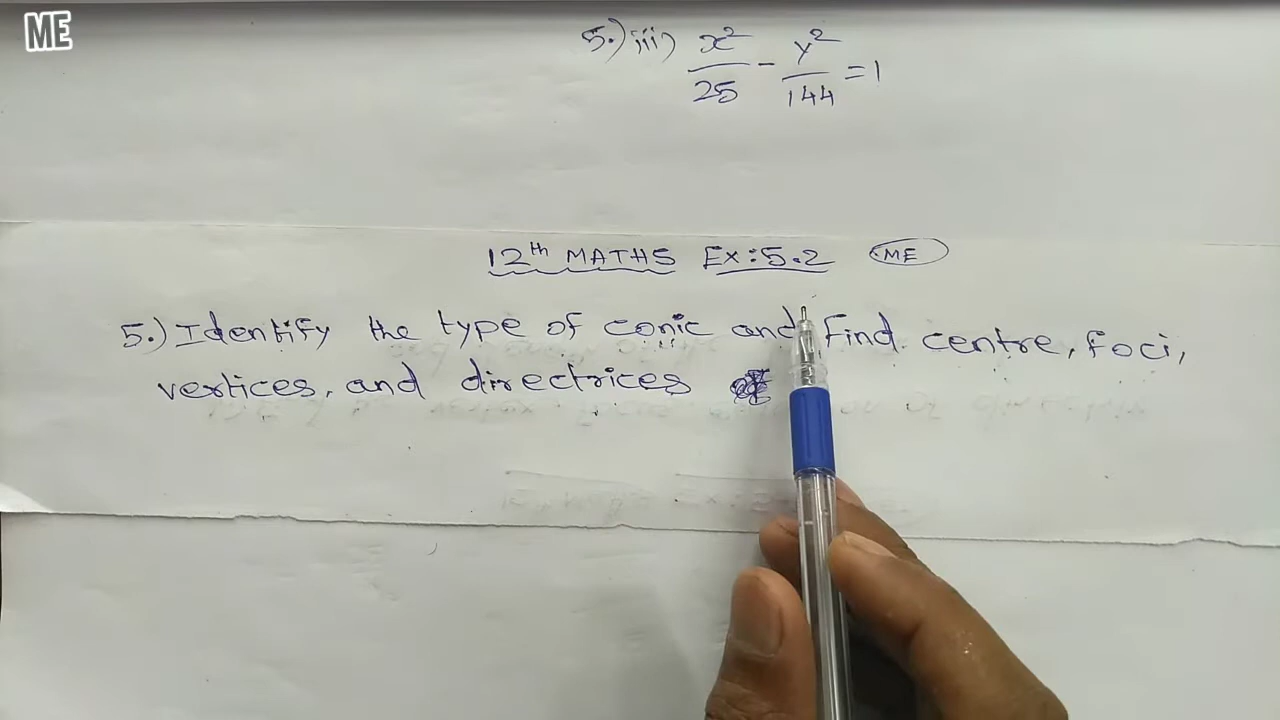 ME
5.) iii) x²/25 - y²/144 = 1
12th MATHS Ex: 5.2 ME
5.) Identify the type of conic and find centre, foci,
vertices, and directrices